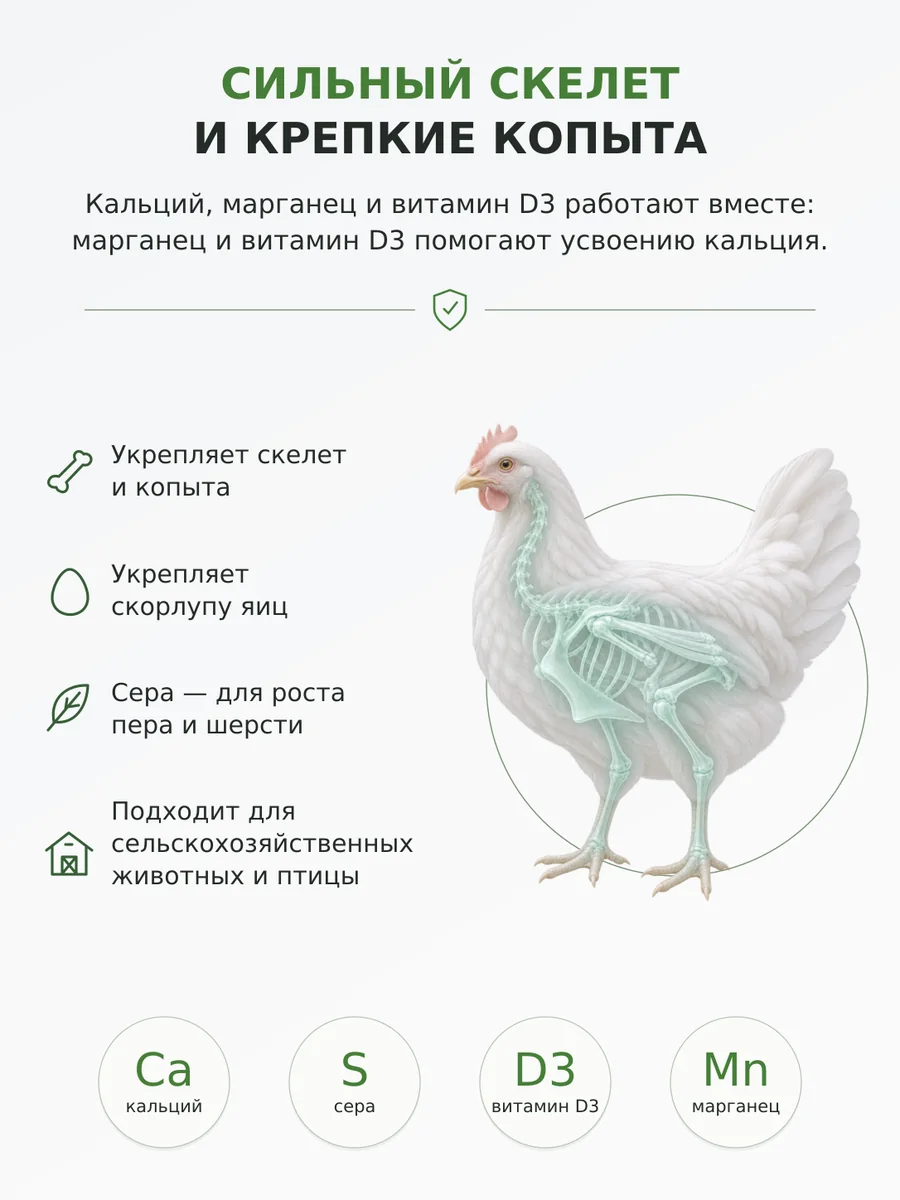 СИЛЬНЫЙ СКЕЛЕТ
И КРЕПКИЕ КОПЫТА
Кальций, марганец и витамин D3 работают вместе:
марганец и витамин D3 помогают усвоению кальция.
Укрепляет скелет
и копыта
Укрепляет
скорлупу яиц
Сера — для роста
пера и шерсти
Подходит для
сельскохозяйственных
животных и птицы
Ca
кальций
S
сера
D3
витамин D3
Mn
марганец